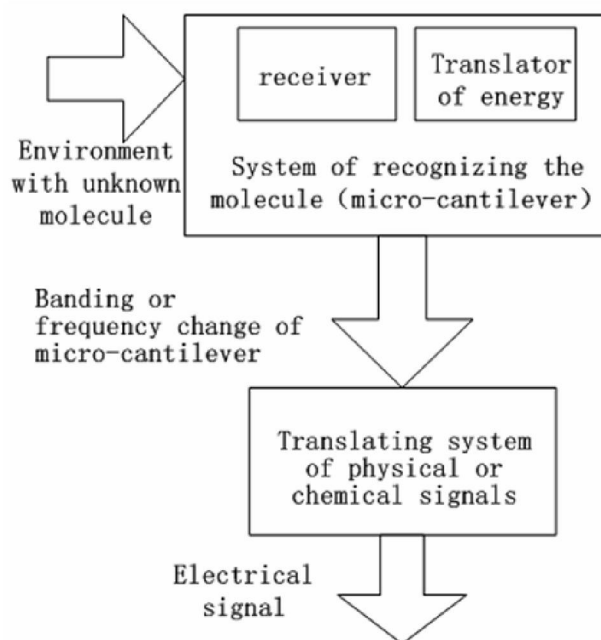 receiver
Translator
of energy
Environment
with unknown
molecule
System of recognizing the
molecule (micro-cantilever)
Banding or
frequency change of
micro-cantilever
Translating system
of physical or
chemical signals
Electrical
signal